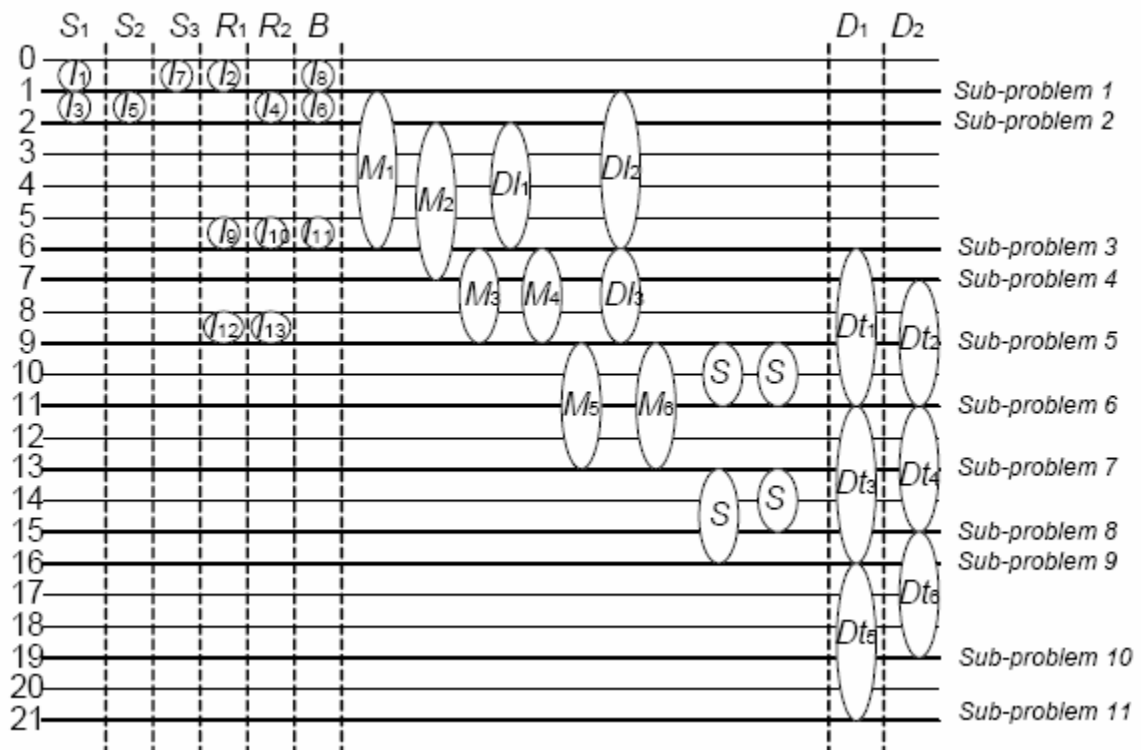 S1 S2 S3 R1 R2 B D1 D2
0
I1 I7 I2 I8
1 Sub-problem 1
I3 I5 I4 I6
2 Sub-problem 2
3
M1 DI2
4
M2 DI1
5
I9 I10 I11
6 Sub-problem 3
7 Sub-problem 4
M3 M4 DI3
8
I12 I13 Dt1 Dt2
9 Sub-problem 5
10 S S
11 M5 M6 Sub-problem 6
12
13 Sub-problem 7
Dt3 Dt4
14 S S
15 Sub-problem 8
16 Sub-problem 9
17 Dt6
18 Dt5
19 Sub-problem 10
20
21 Sub-problem 11